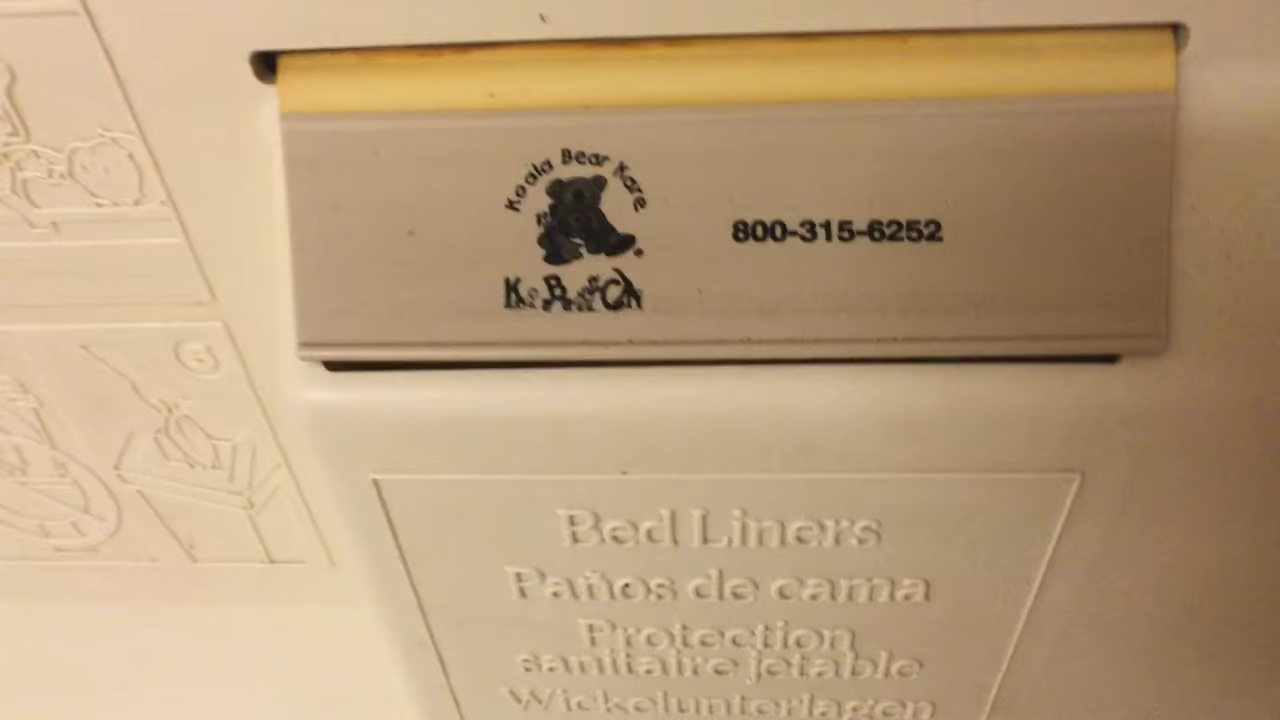 Koala Bear Kare
800-315-6252
Bed Liners
Paños de cama
Protection
sanitaire jetable
Wickelunterlagen